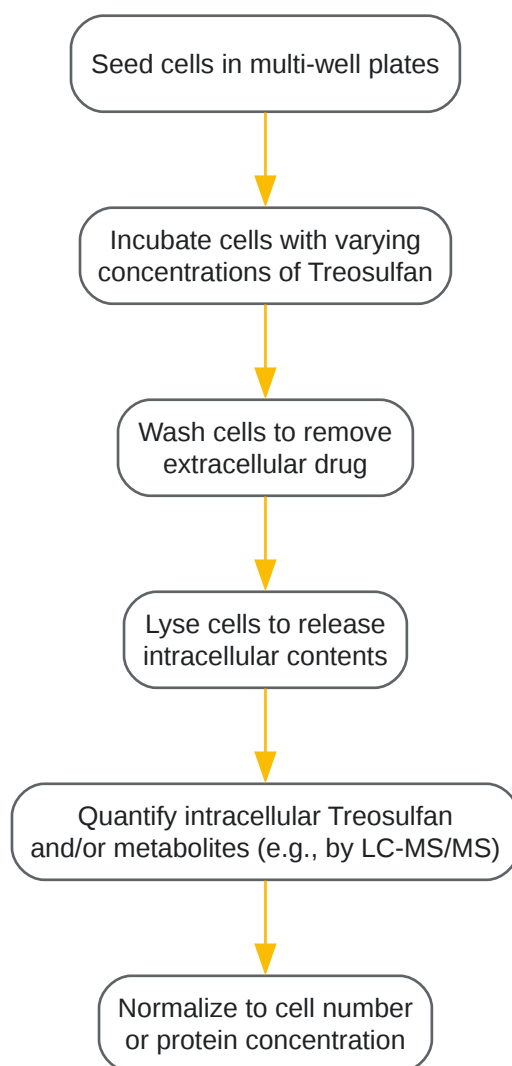 Seed cells in multi-well plates
Incubate cells with varying
concentrations of Treosulfan
Wash cells to remove
extracellular drug
Lyse cells to release
intracellular contents
Quantify intracellular Treosulfan
and/or metabolites (e.g., by LC-MS/MS)
Normalize to cell number
or protein concentration